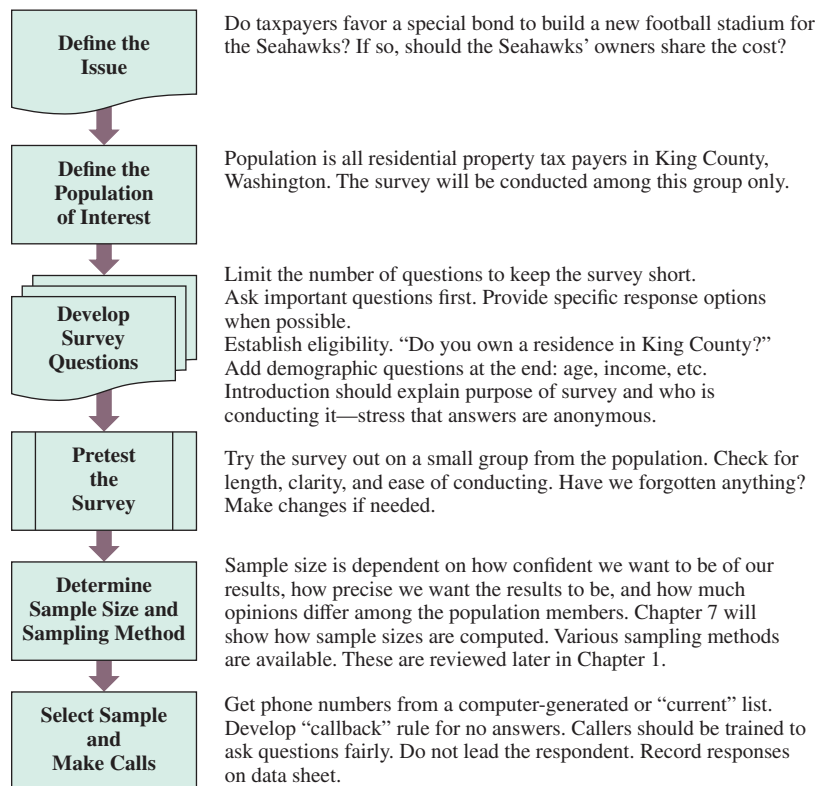 Define the
Issue
Do taxpayers favor a special bond to build a new football stadium for
the Seahawks? If so, should the Seahawks’ owners share the cost?
Define the
Population
of Interest
Population is all residential property tax payers in King County,
Washington. The survey will be conducted among this group only.
Develop
Survey
Questions
Limit the number of questions to keep the survey short.
Ask important questions first. Provide specific response options
when possible.
Establish eligibility. “Do you own a residence in King County?”
Add demographic questions at the end: age, income, etc.
Introduction should explain purpose of survey and who is
conducting it—stress that answers are anonymous.
Pretest
the
Survey
Try the survey out on a small group from the population. Check for
length, clarity, and ease of conducting. Have we forgotten anything?
Make changes if needed.
Determine
Sample Size and
Sampling Method
Sample size is dependent on how confident we want to be of our
results, how precise we want the results to be, and how much
opinions differ among the population members. Chapter 7 will
show how sample sizes are computed. Various sampling methods
are available. These are reviewed later in Chapter 1.
Select Sample
and
Make Calls
Get phone numbers from a computer-generated or “current” list.
Develop “callback” rule for no answers. Callers should be trained to
ask questions fairly. Do not lead the respondent. Record responses
on data sheet.